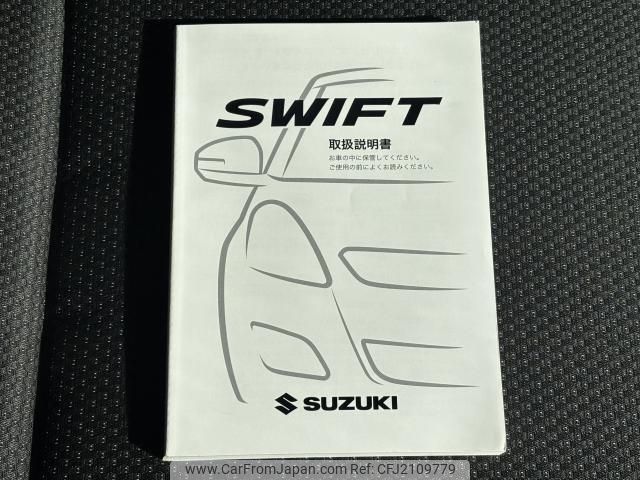 SWIFT
取扱説明書
お車の中に保管してください。
ご使用の前によくお読みください。
SUZUKI
www.CarFromJapan.com Ref:CFJ2109779